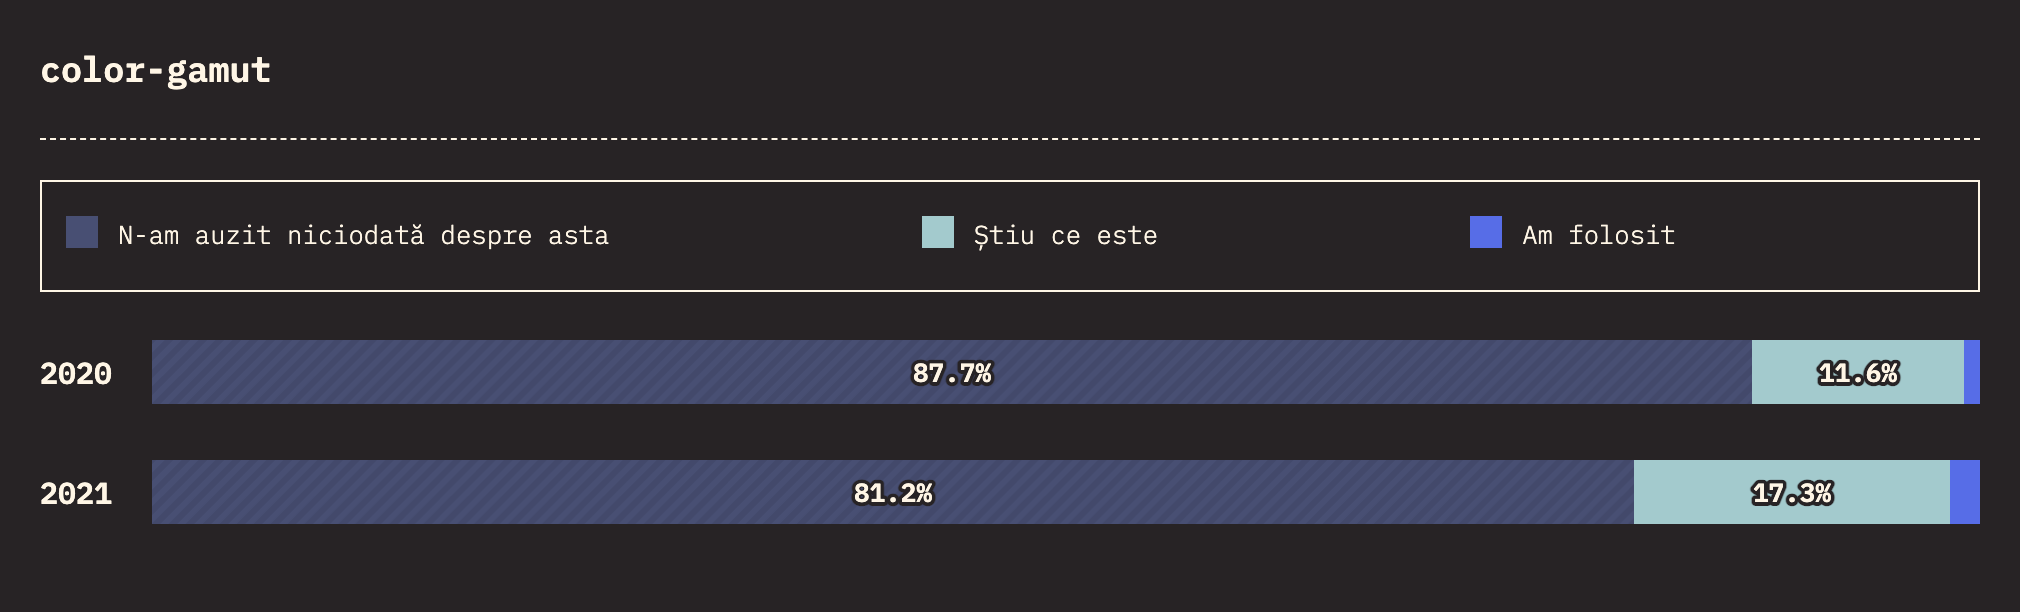 color-gamut
N-am auzit niciodată despre asta Știu ce este Am folosit
2020 87.7% 11.6%
2021 81.2% 17.3%